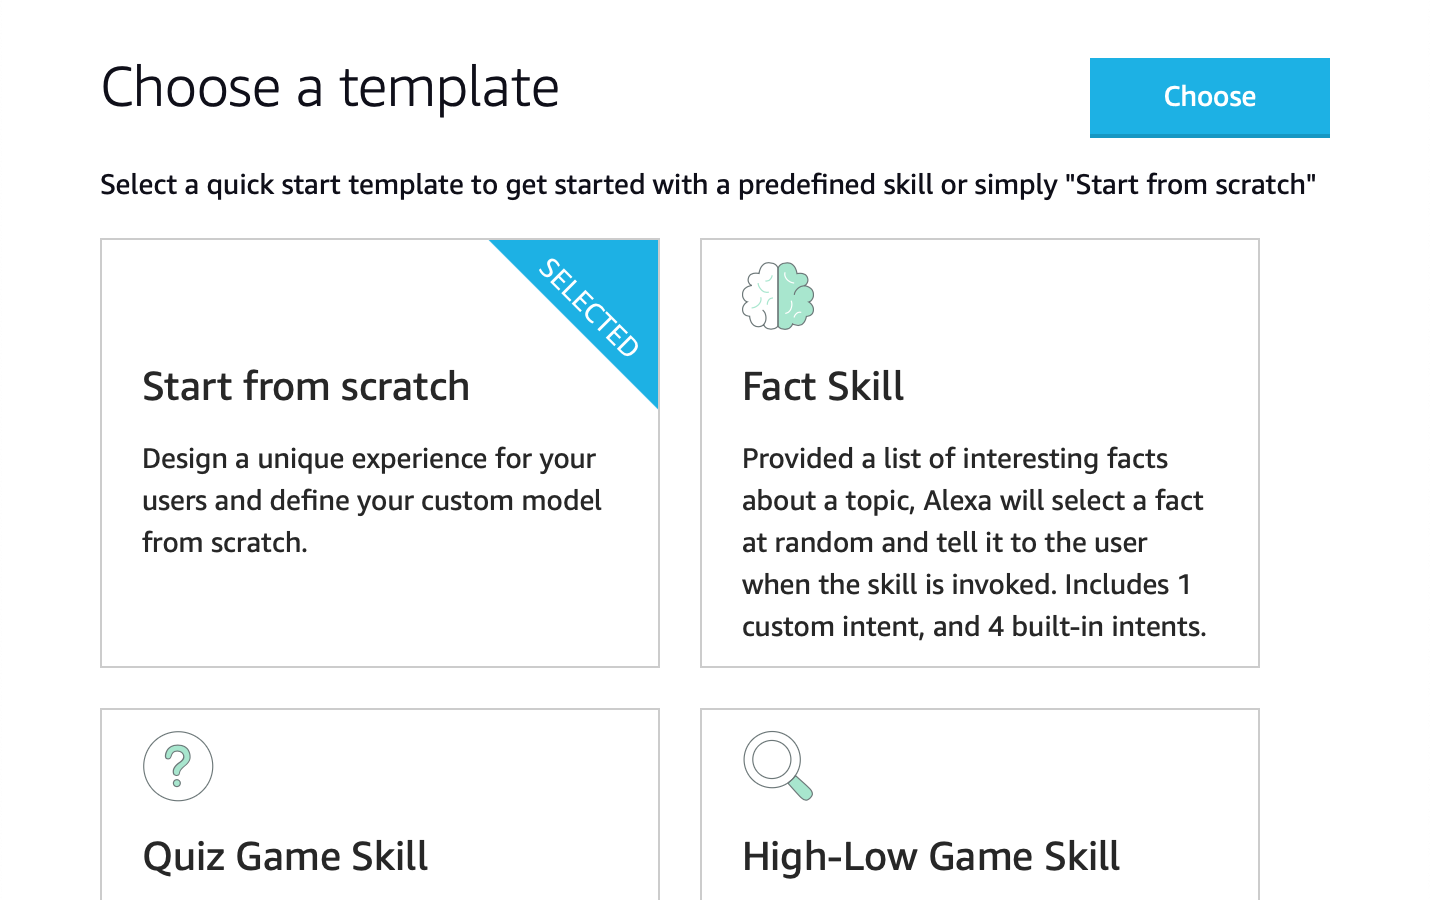 Choose a template
Choose
Select a quick start template to get started with a predefined skill or simply "Start from scratch"
SELECTED
Start from scratch
Design a unique experience for your
users and define your custom model
from scratch.
Fact Skill
Provided a list of interesting facts
about a topic, Alexa will select a fact
at random and tell it to the user
when the skill is invoked. Includes 1
custom intent, and 4 built-in intents.
?
Quiz Game Skill
High-Low Game Skill